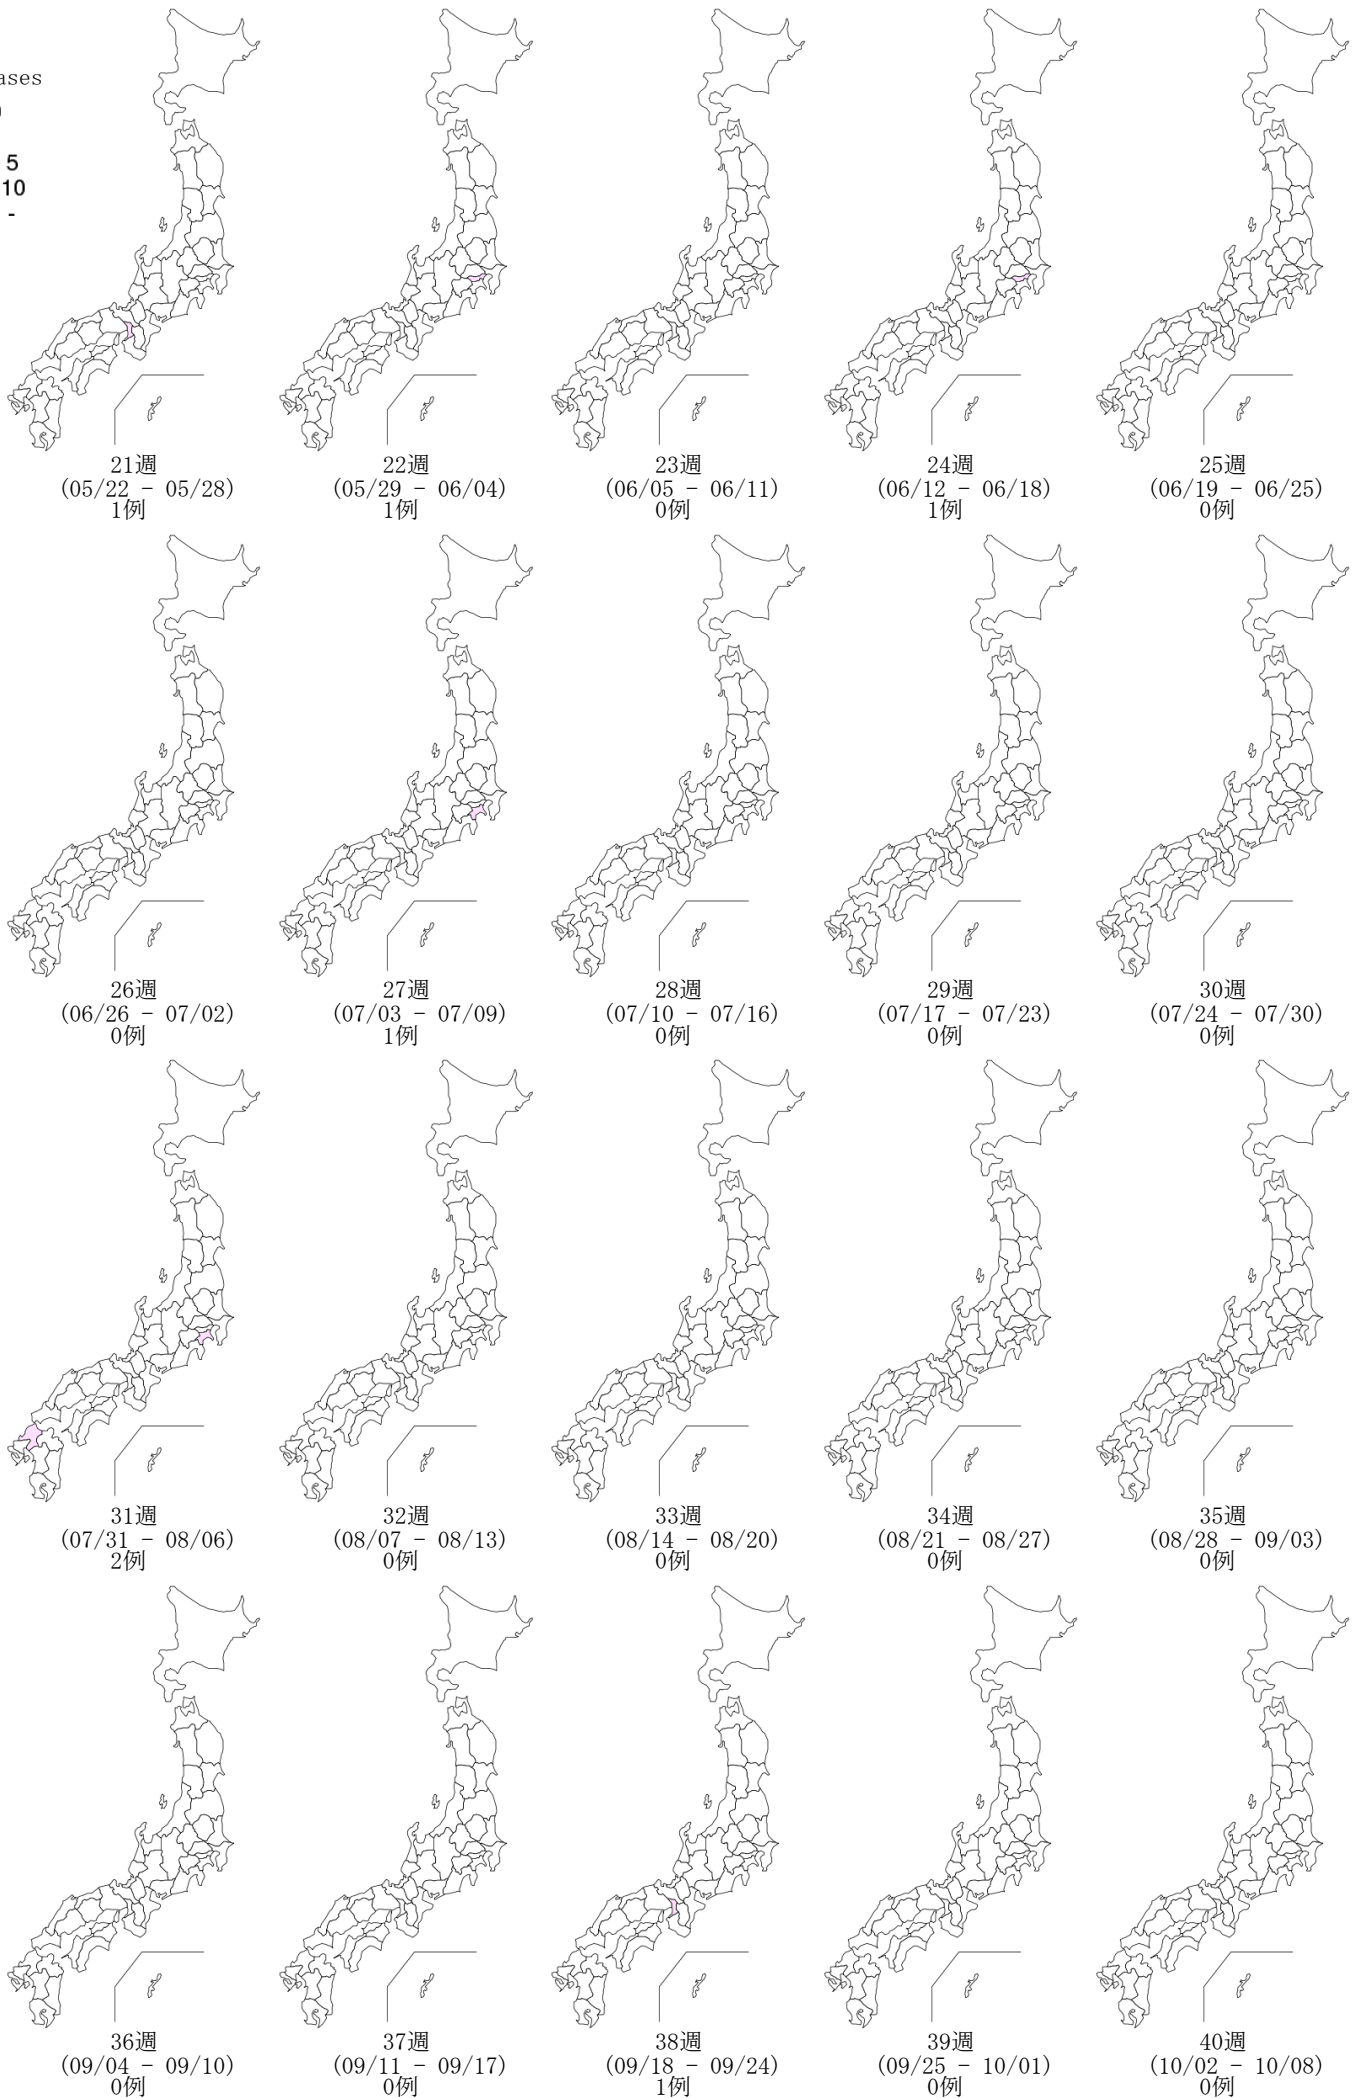 5
10
-
21週
(05/22 - 05/28)
1例
22週
(05/29 - 06/04)
1例
23週
(06/05 - 06/11)
0例
24週
(06/12 - 06/18)
1例
25週
(06/19 - 06/25)
0例
26週
(06/26 - 07/02)
0例
27週
(07/03 - 07/09)
1例
28週
(07/10 - 07/16)
0例
29週
(07/17 - 07/23)
0例
30週
(07/24 - 07/30)
0例
31週
(07/31 - 08/06)
2例
32週
(08/07 - 08/13)
0例
33週
(08/14 - 08/20)
0例
34週
(08/21 - 08/27)
0例
35週
(08/28 - 09/03)
0例
36週
(09/04 - 09/10)
0例
37週
(09/11 - 09/17)
0例
38週
(09/18 - 09/24)
1例
39週
(09/25 - 10/01)
0例
40週
(10/02 - 10/08)
0例